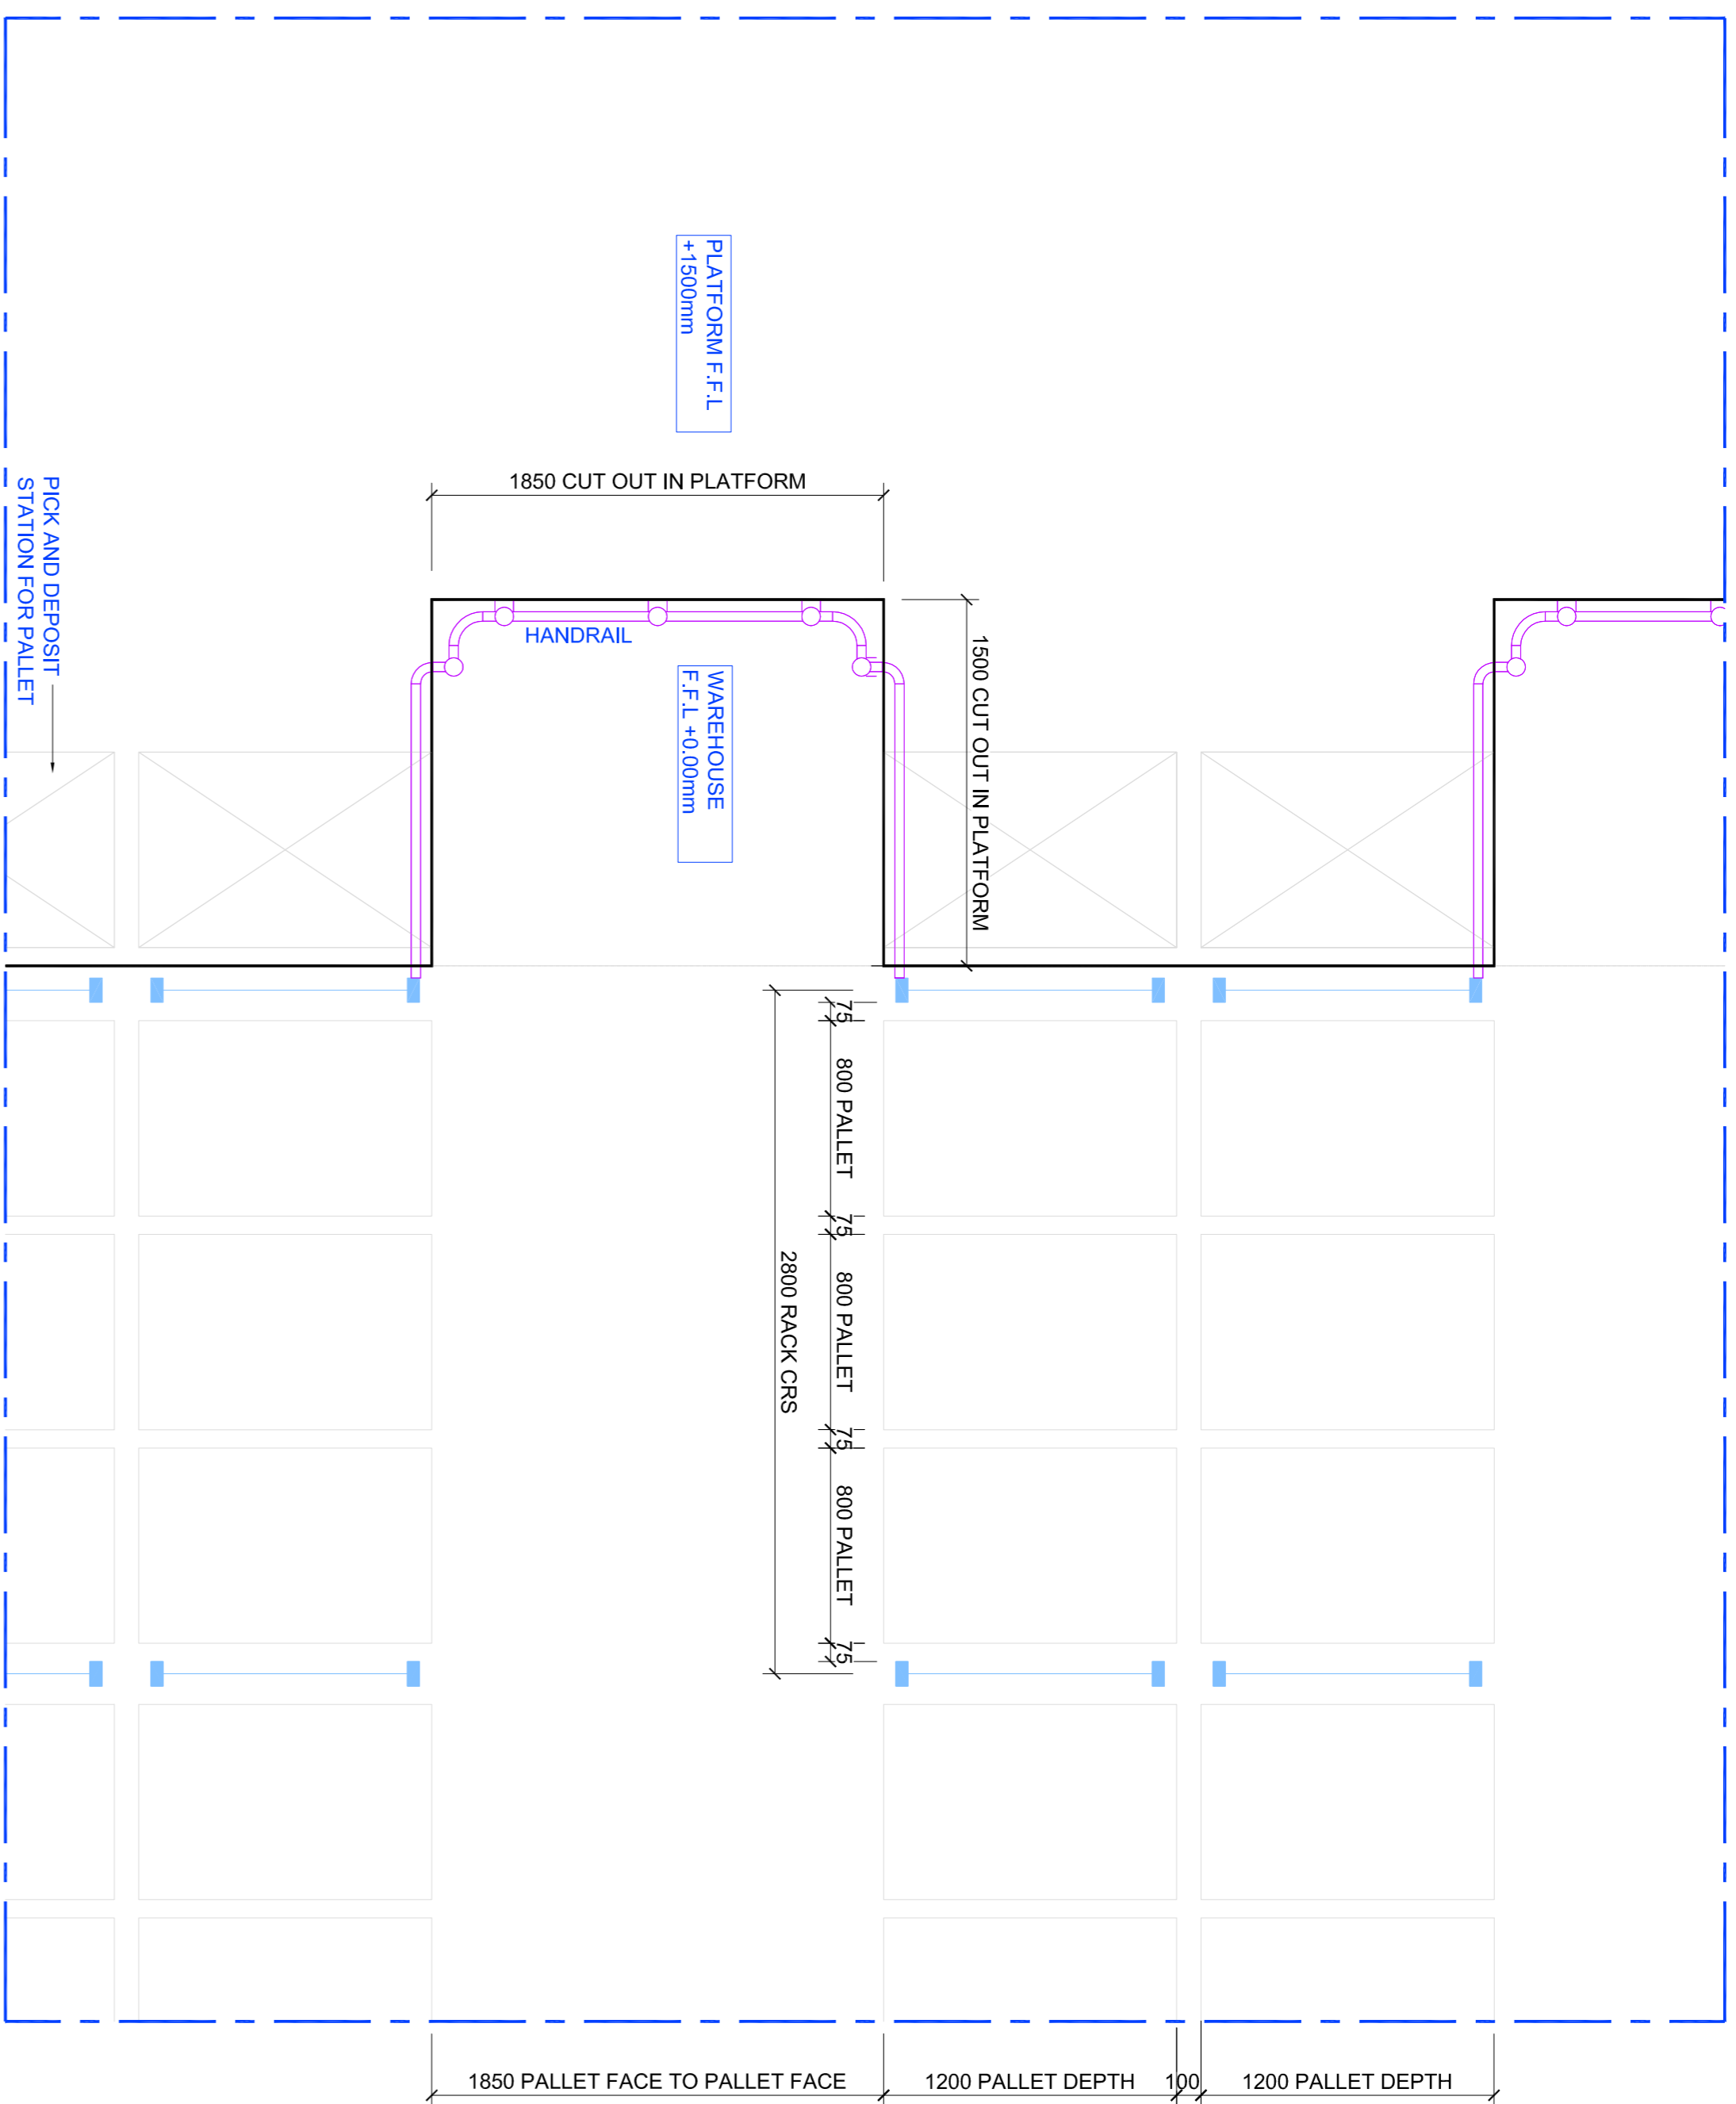 PLATFORM F.F.L
+1500mm
1850 CUT OUT IN PLATFORM
PICK AND DEPOSIT
STATION FOR PALLET
HANDRAIL
WAREHOUSE
F.F.L +0.00mm
1500 CUT OUT IN PLATFORM
75
800 PALLET
75
800 PALLET
75
800 PALLET
75
2800 RACK CRS
1850 PALLET FACE TO PALLET FACE
1200 PALLET DEPTH
100
1200 PALLET DEPTH